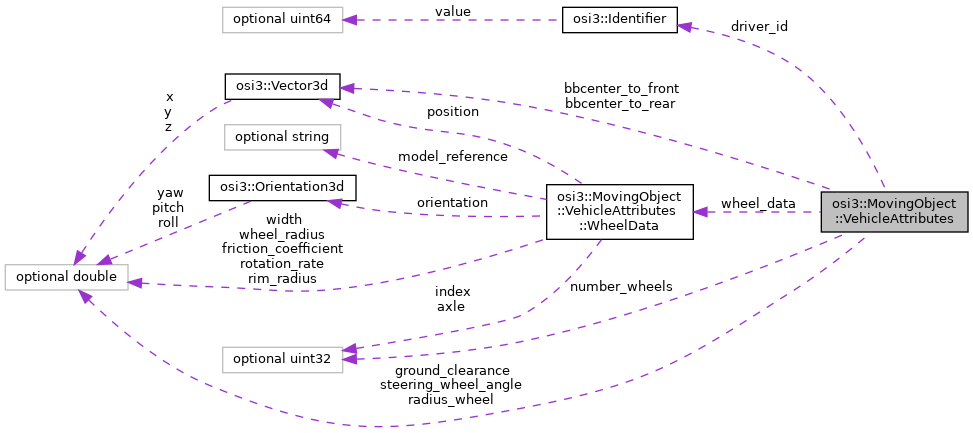 optional uint64
value
osi3::Identifier
driver_id
osi3::Vector3d
bbcenter_to_front
bbcenter_to_rear
x
y
z
position
optional string
model_reference
osi3::Orientation3d
yaw
pitch
roll
orientation
osi3::MovingObject
::VehicleAttributes
::WheelData
wheel_data
osi3::MovingObject
::VehicleAttributes
width
wheel_radius
friction_coefficient
rotation_rate
rim_radius
optional double
index
axle
number_wheels
optional uint32
ground_clearance
steering_wheel_angle
radius_wheel